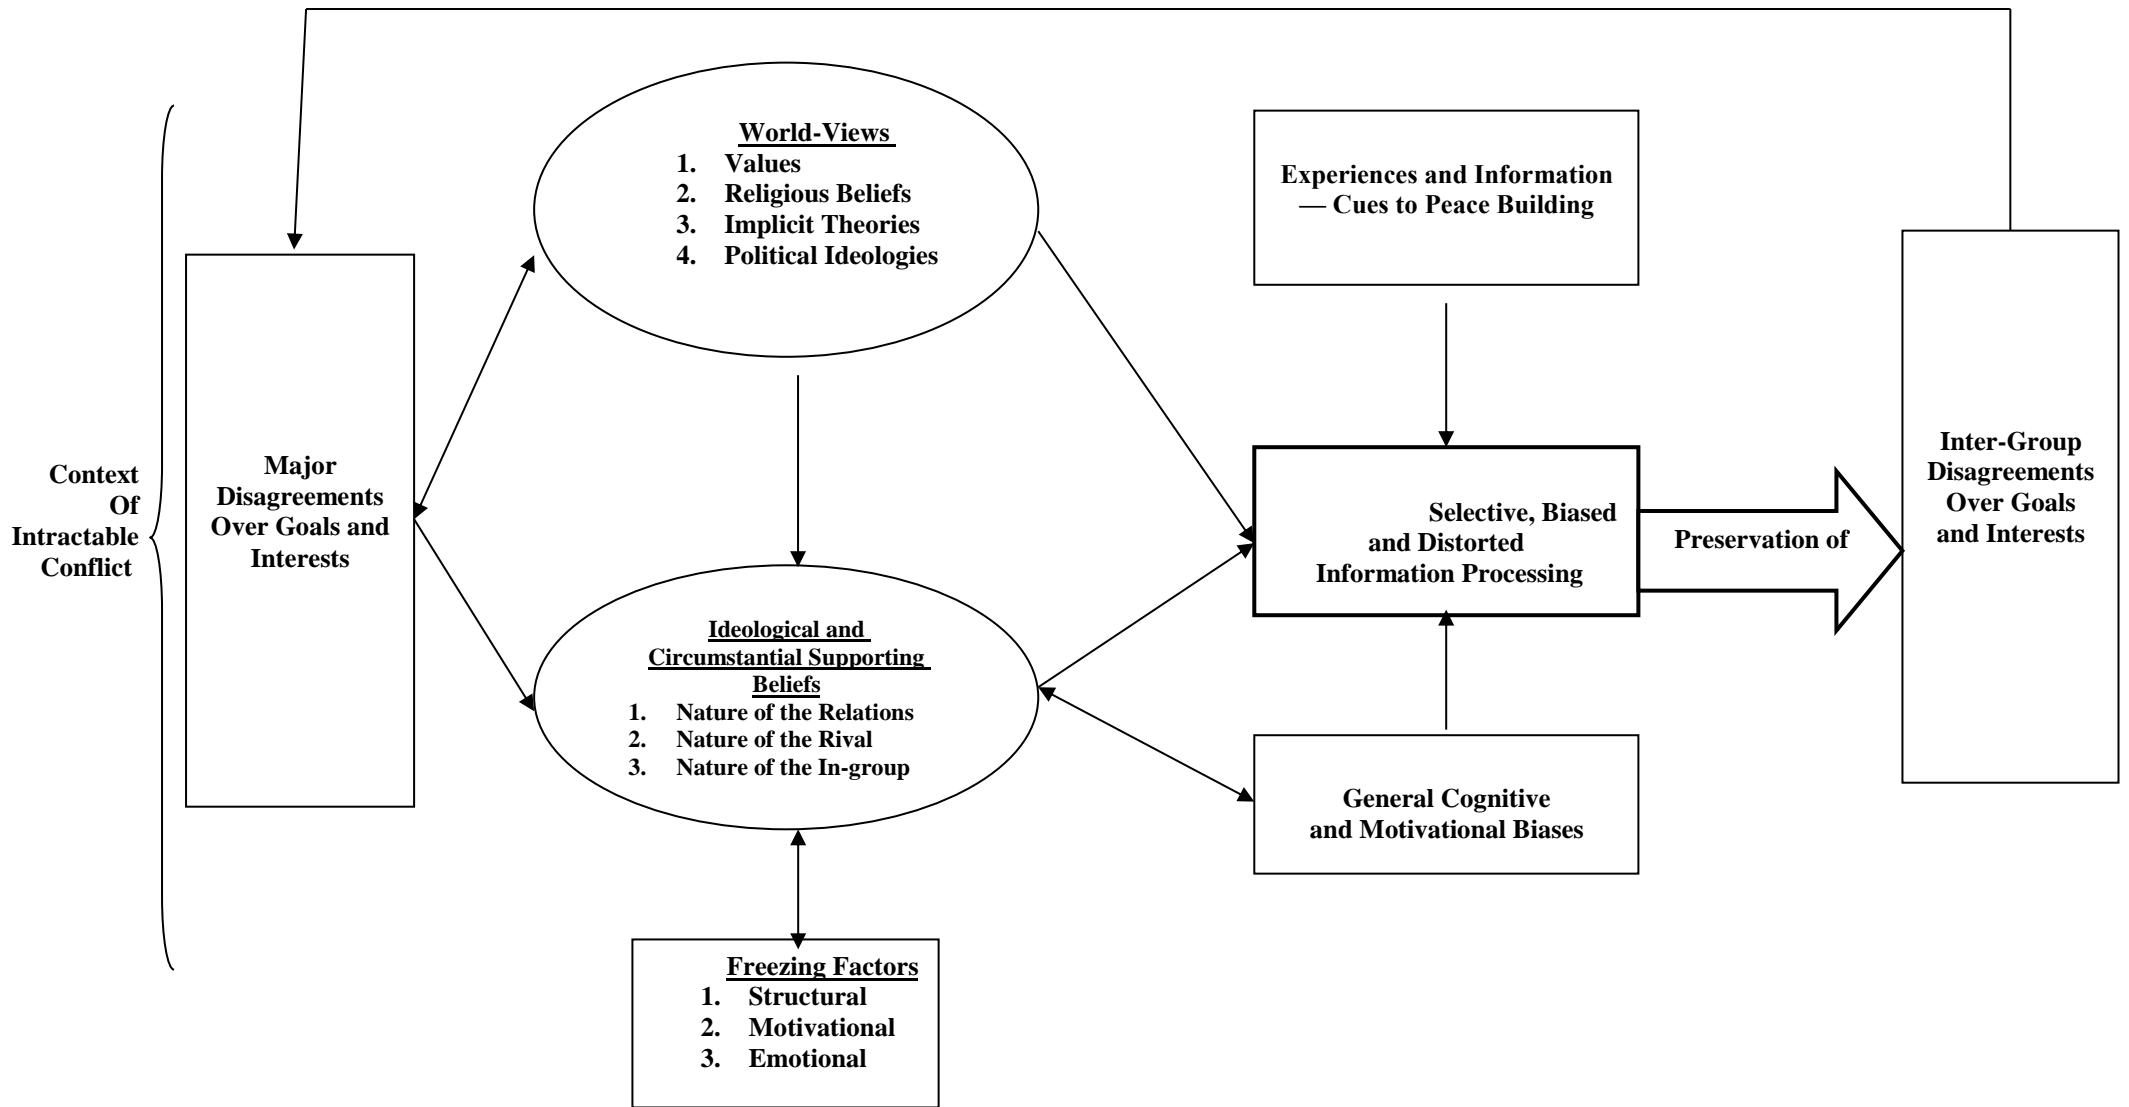 Context
Of
Intractable
Conflict
Major
Disagreements
Over Goals and
Interests
World-Views
1. Values
2. Religious Beliefs
3. Implicit Theories
4. Political Ideologies
Ideological and
Circumstantial Supporting
Beliefs
1. Nature of the Relations
2. Nature of the Rival
3. Nature of the In-group
Freezing Factors
1. Structural
2. Motivational
3. Emotional
Experiences and Information
— Cues to Peace Building
Selective, Biased
and Distorted
Information Processing
General Cognitive
and Motivational Biases
Preservation of
Inter-Group
Disagreements
Over Goals
and Interests